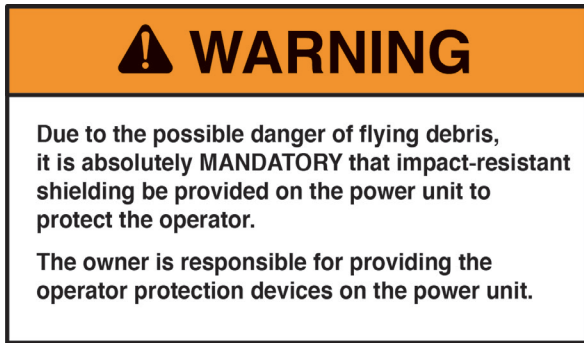 WARNING
Due to the possible danger of flying debris,
it is absolutely MANDATORY that impact-resistant
shielding be provided on the power unit to
protect the operator.
The owner is responsible for providing the
operator protection devices on the power unit.